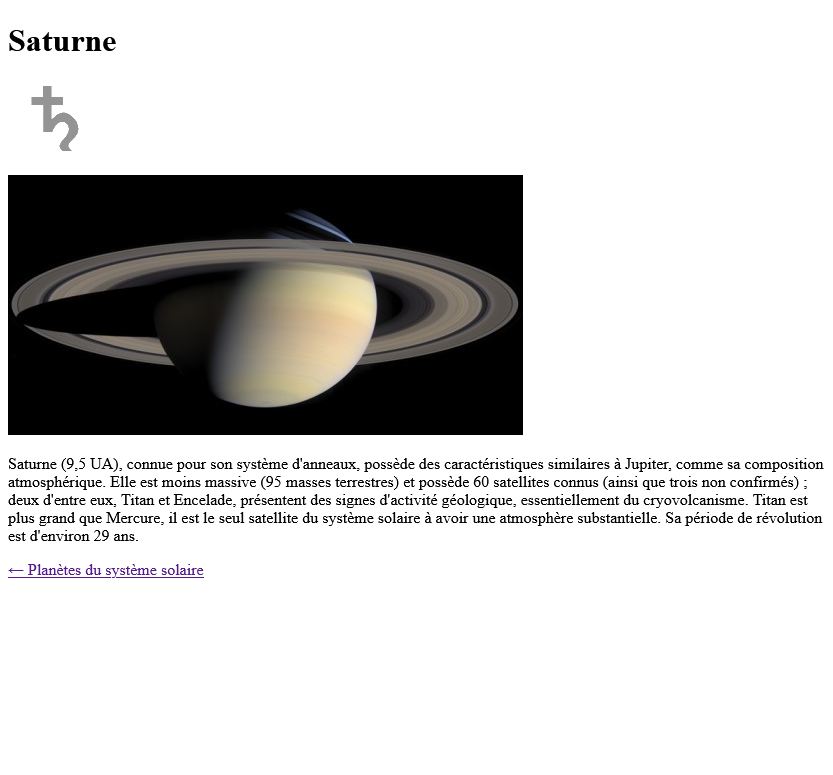 Saturne
♄
Saturne (9,5 UA), connue pour son système d'anneaux, possède des caractéristiques similaires à Jupiter, comme sa composition
atmosphérique. Elle est moins massive (95 masses terrestres) et possède 60 satellites connus (ainsi que trois non confirmés) ;
deux d'entre eux, Titan et Encelade, présentent des signes d'activité géologique, essentiellement du cryovolcanisme. Titan est
plus grand que Mercure, il est le seul satellite du système solaire à avoir une atmosphère substantielle. Sa période de révolution
est d'environ 29 ans.
← Planètes du système solaire